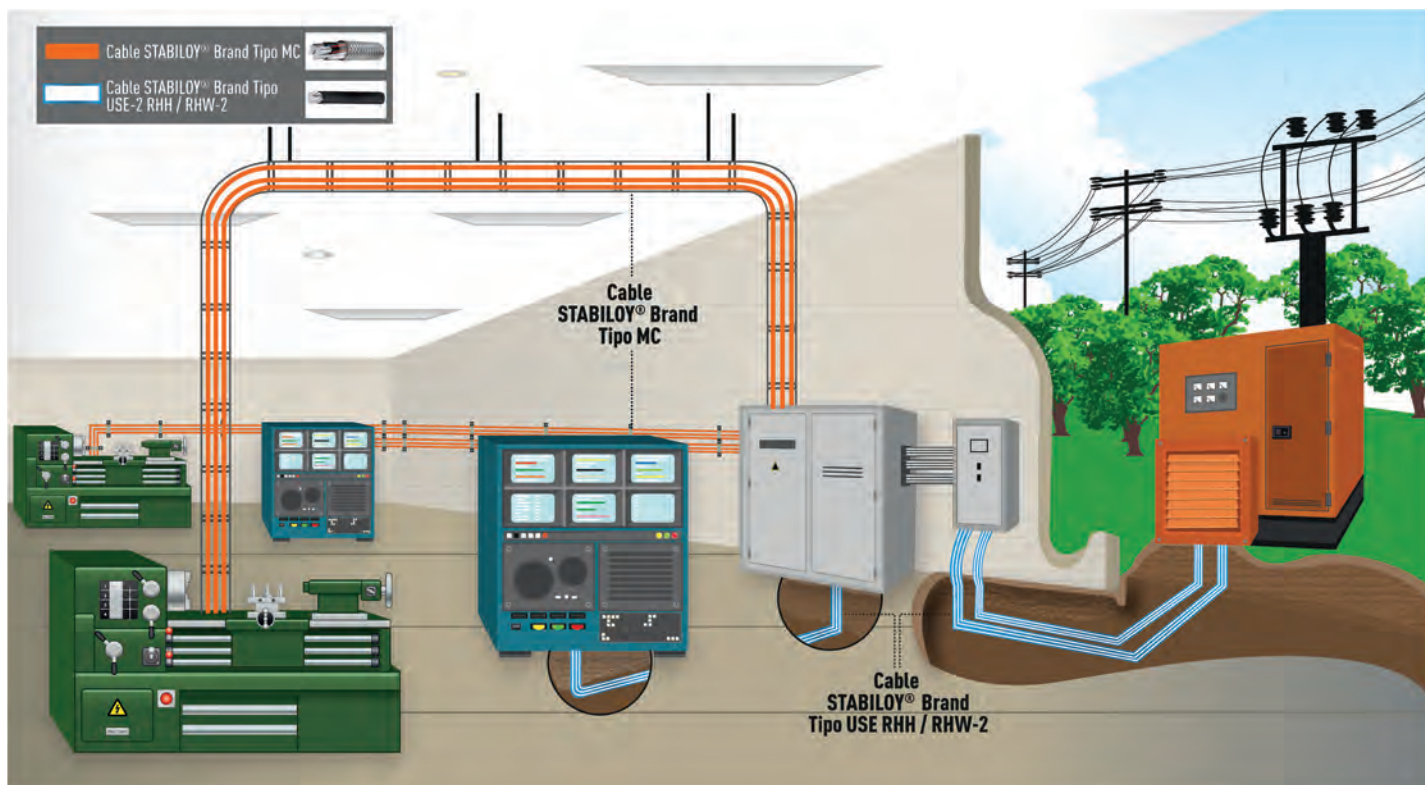 Cable STABILOY® Brand Tipo MC
Cable STABILOY® Brand Tipo
USE-2 RHH / RHW-2
Cable
STABILOY® Brand
Tipo MC
Cable
STABILOY® Brand
Tipo USE RHH / RHW-2